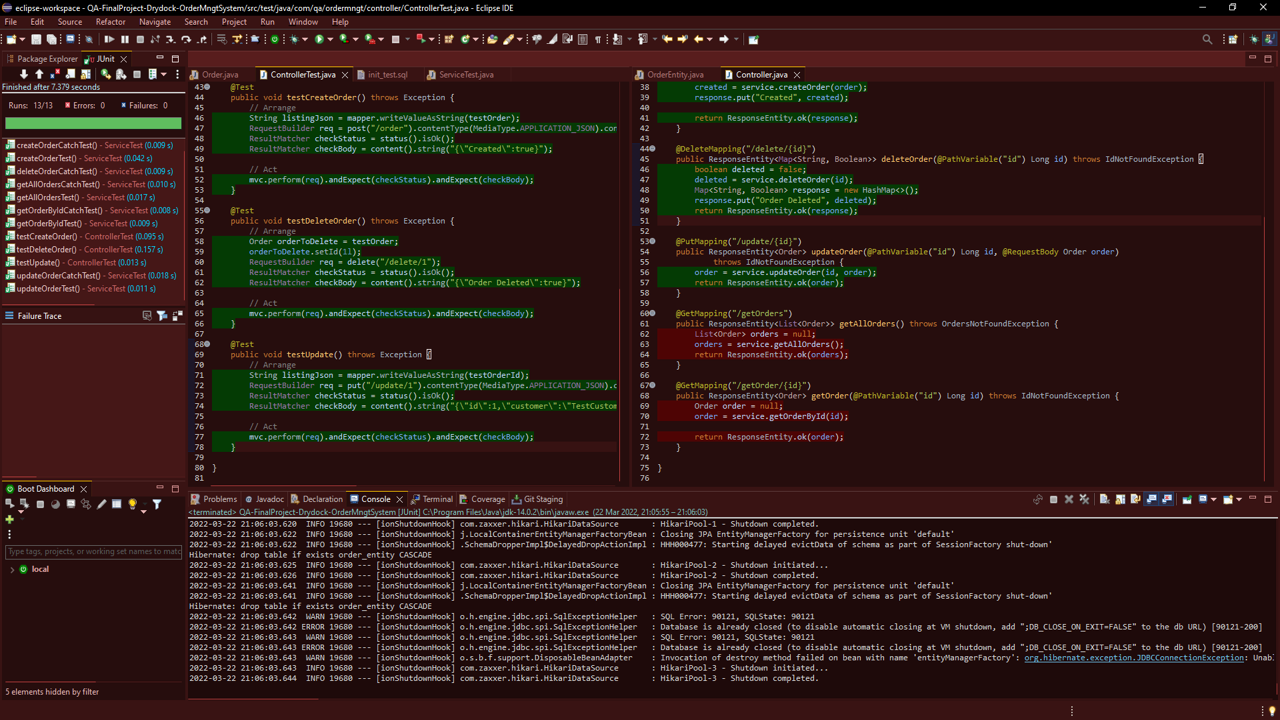 eclipse-workspace - QA-FinalProject-Drydock-OrderMngtSystem/src/test/java/com/qa/ordermngt/controller/ControllerTest.java - Eclipse IDE
File Edit Source Refactor Navigate Search Project Run Window Help
Package Explorer JUnit
Finished after 7.379 seconds
Runs: 13/13 Errors: 0 Failures: 0
createOrderCatchTest() - ServiceTest (0.009 s)
createOrderTest() - ServiceTest (0.042 s)
deleteOrderCatchTest() - ServiceTest (0.009 s)
getAllOrdersCatchTest() - ServiceTest (0.010 s)
getAllOrdersTest() - ServiceTest (0.017 s)
getOrderByIdCatchTest() - ServiceTest (0.008 s)
getOrderByIdTest() - ServiceTest (0.009 s)
testCreateOrder() - ControllerTest (0.095 s)
testDeleteOrder() - ControllerTest (0.157 s)
testUpdate() - ControllerTest (0.013 s)
updateOrderCatchTest() - ServiceTest (0.018 s)
updateOrderTest() - ServiceTest (0.011 s)
Failure Trace
Boot Dashboard
Type tags, projects, or working set names to match
local
5 elements hidden by filter
Order.java ControllerTest.java init_test.sql ServiceTest.java
43 @Test
44 public void testCreateOrder() throws Exception {
45 // Arrange
46 String listingJson = mapper.writeValueAsString(testOrder);
47 RequestBuilder req = post("/order").contentType(MediaType.APPLICATION_JSON).co
48 ResultMatcher checkStatus = status().isOk();
49 ResultMatcher checkBody = content().string("{\"Created\":true}");
50
51 // Act
52 mvc.perform(req).andExpect(checkStatus).andExpect(checkBody);
53 }
54
55 @Test
56 public void testDeleteOrder() throws Exception {
57 // Arrange
58 Order orderToDelete = testOrder;
59 orderToDelete.setId(1l);
60 RequestBuilder req = delete("/delete/1");
61 ResultMatcher checkStatus = status().isOk();
62 ResultMatcher checkBody = content().string("{\"Order Deleted\":true}");
63
64 // Act
65 mvc.perform(req).andExpect(checkStatus).andExpect(checkBody);
66 }
67
68 @Test
69 public void testUpdate() throws Exception {
70 // Arrange
71 String listingJson = mapper.writeValueAsString(testOrderId);
72 RequestBuilder req = put("/update/1").contentType(MediaType.APPLICATION_JSON).c
73 ResultMatcher checkStatus = status().isOk();
74 ResultMatcher checkBody = content().string("{\"id\":1,\"customer\":\"TestCustom
75
76 // Act
77 mvc.perform(req).andExpect(checkStatus).andExpect(checkBody);
78 }
79
80 }
81
OrderEntity.java Controller.java
38 created = service.createOrder(order);
39 response.put("Created", created);
40
41 return ResponseEntity.ok(response);
42 }
43
44 @DeleteMapping("/delete/{id}")
45 public ResponseEntity<Map<String, Boolean>> deleteOrder(@PathVariable("id") Long id) throws IdNotFoundException {
46 boolean deleted = false;
47 deleted = service.deleteOrder(id);
48 Map<String, Boolean> response = new HashMap<>();
49 response.put("Order Deleted", deleted);
50 return ResponseEntity.ok(response);
51 }
52
53 @PutMapping("/update/{id}")
54 public ResponseEntity<Order> updateOrder(@PathVariable("id") Long id, @RequestBody Order order)
55 throws IdNotFoundException {
56 order = service.updateOrder(id, order);
57 return ResponseEntity.ok(order);
58 }
59
60 @GetMapping("/getOrders")
61 public ResponseEntity<List<Order>> getAllOrders() throws OrdersNotFoundException {
62 List<Order> orders = null;
63 orders = service.getAllOrders();
64 return ResponseEntity.ok(orders);
65 }
66
67 @GetMapping("/getOrder/{id}")
68 public ResponseEntity<Order> getOrder(@PathVariable("id") Long id) throws IdNotFoundException {
69 Order order = null;
70 order = service.getOrderById(id);
71
72 return ResponseEntity.ok(order);
73 }
74
75 }
76
Problems Javadoc Declaration Console Terminal Coverage Git Staging
<terminated> QA-FinalProject-Drydock-OrderMngtSystem [JUnit] C:\Program Files\Java\jdk-14.0.2\bin\javaw.exe (22 Mar 2022, 21:05:55 – 21:06:03)
2022-03-22 21:06:03.620 INFO 19680 --- [ionShutdownHook] com.zaxxer.hikari.HikariDataSource : HikariPool-1 - Shutdown completed.
2022-03-22 21:06:03.622 INFO 19680 --- [ionShutdownHook] j.LocalContainerEntityManagerFactoryBean : Closing JPA EntityManagerFactory for persistence unit 'default'
2022-03-22 21:06:03.622 INFO 19680 --- [ionShutdownHook] .SchemaDropperImpl$DelayedDropActionImpl : HHH000477: Starting delayed evictData of schema as part of SessionFactory shut-down'
Hibernate: drop table if exists order_entity CASCADE
2022-03-22 21:06:03.625 INFO 19680 --- [ionShutdownHook] com.zaxxer.hikari.HikariDataSource : HikariPool-2 - Shutdown initiated...
2022-03-22 21:06:03.626 INFO 19680 --- [ionShutdownHook] com.zaxxer.hikari.HikariDataSource : HikariPool-2 - Shutdown completed.
2022-03-22 21:06:03.641 INFO 19680 --- [ionShutdownHook] j.LocalContainerEntityManagerFactoryBean : Closing JPA EntityManagerFactory for persistence unit 'default'
2022-03-22 21:06:03.641 INFO 19680 --- [ionShutdownHook] .SchemaDropperImpl$DelayedDropActionImpl : HHH000477: Starting delayed evictData of schema as part of SessionFactory shut-down'
Hibernate: drop table if exists order_entity CASCADE
2022-03-22 21:06:03.642 WARN 19680 --- [ionShutdownHook] o.h.engine.jdbc.spi.SqlExceptionHelper : SQL Error: 90121, SQLState: 90121
2022-03-22 21:06:03.642 ERROR 19680 --- [ionShutdownHook] o.h.engine.jdbc.spi.SqlExceptionHelper : Database is already closed (to disable automatic closing at VM shutdown, add ";DB_CLOSE_ON_EXIT=FALSE" to the db URL) [90121-200]
2022-03-22 21:06:03.643 WARN 19680 --- [ionShutdownHook] o.h.engine.jdbc.spi.SqlExceptionHelper : SQL Error: 90121, SQLState: 90121
2022-03-22 21:06:03.643 ERROR 19680 --- [ionShutdownHook] o.h.engine.jdbc.spi.SqlExceptionHelper : Database is already closed (to disable automatic closing at VM shutdown, add ";DB_CLOSE_ON_EXIT=FALSE" to the db URL) [90121-200]
2022-03-22 21:06:03.643 WARN 19680 --- [ionShutdownHook] o.s.b.f.support.DisposableBeanAdapter : Invocation of destroy method failed on bean with name 'entityManagerFactory': org.hibernate.exception.JDBCConnectionException: Unab
2022-03-22 21:06:03.643 INFO 19680 --- [ionShutdownHook] com.zaxxer.hikari.HikariDataSource : HikariPool-3 - Shutdown initiated...
2022-03-22 21:06:03.644 INFO 19680 --- [ionShutdownHook] com.zaxxer.hikari.HikariDataSource : HikariPool-3 - Shutdown completed.